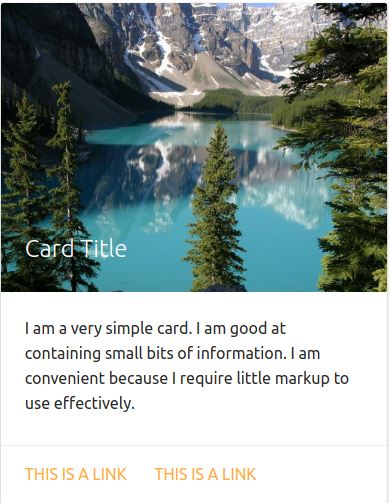 Card Title
I am a very simple card. I am good at
containing small bits of information. I am
convenient because I require little markup to
use effectively.
THIS IS A LINK THIS IS A LINK